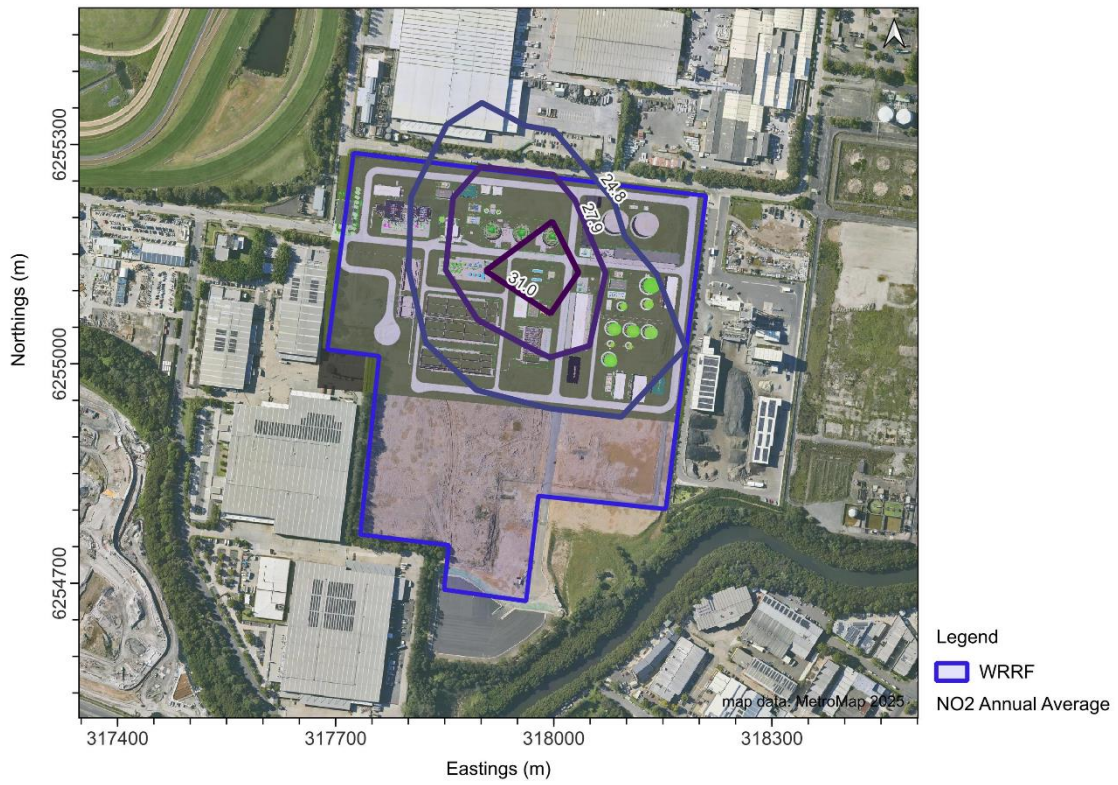 6255300
6255000
6254700
Northings (m)
24.8
27.9
31.0
map data: MetroMap 2025
317400
317700
318000
318300
Eastings (m)
Legend
WRRF
NO2 Annual Average